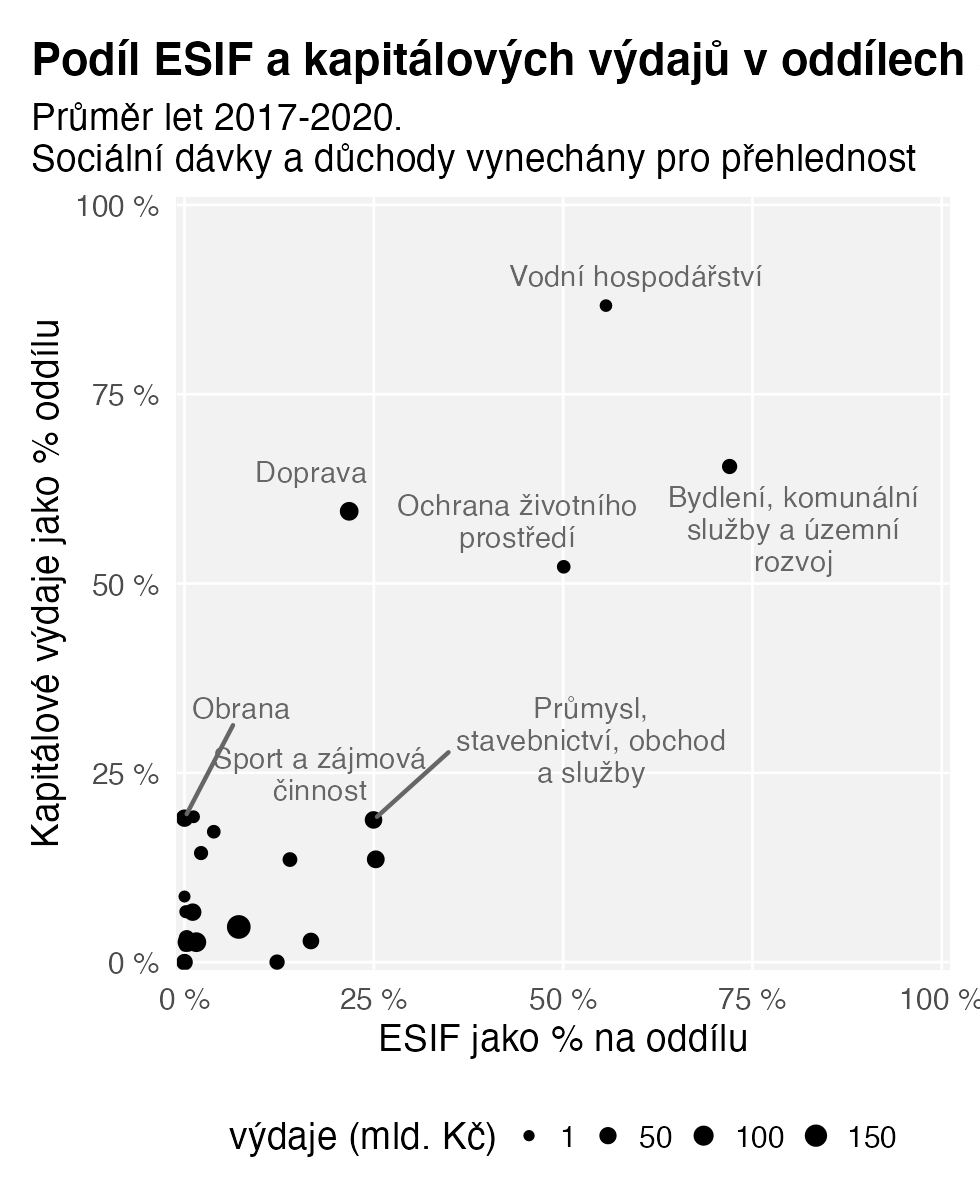 Podíl ESIF a kapitálových výdajů v oddílech
Průměr let 2017-2020.
Sociální dávky a důchody vynechány pro přehlednost
100 %
75 %
50 %
25 %
0 %
Kapitálové výdaje jako % oddílu
Vodní hospodářství
Doprava
Ochrana životního
prostředí
Bydlení, komunální
služby a územní
rozvoj
Obrana
Sport a zájmová
činnost
Průmysl,
stavebnictví, obchod
a služby
0 %
25 %
50 %
75 %
100 %
ESIF jako % na oddílu
výdaje (mld. Kč)
1
50
100
150